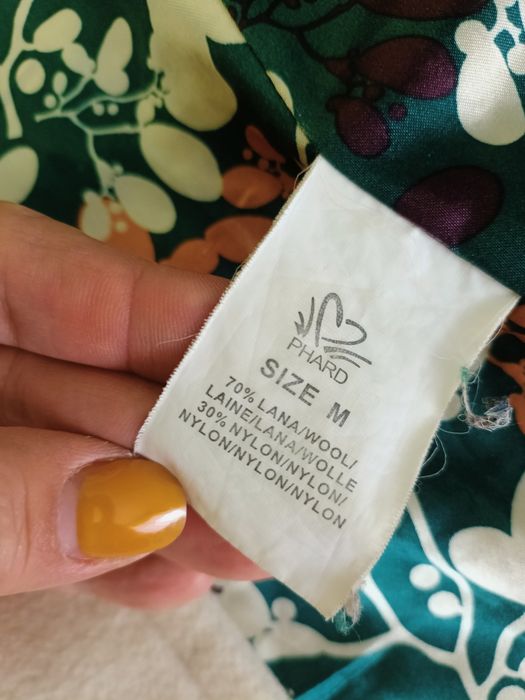 PHARD
SIZE M
70% LANA/WOOL/
LAINE/LANA/WOLLE
30% NYLON/NYLON/
NYLON/NYLON/NYLON